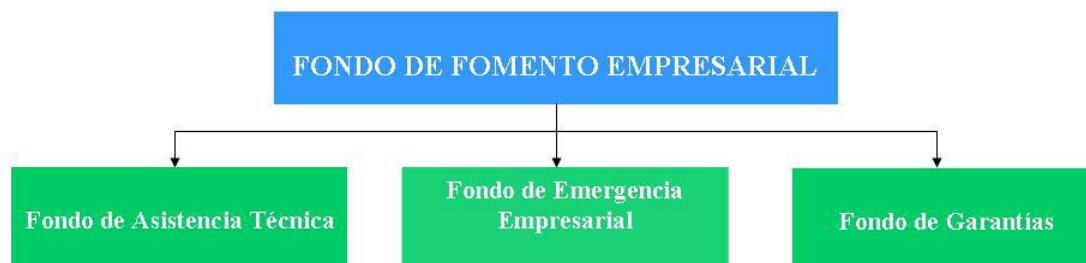 FONDO DE FOMENTO EMPRESARIAL
Fondo de Asistencia Técnica
Fondo de Emergencia
Empresarial
Fondo de Garantías